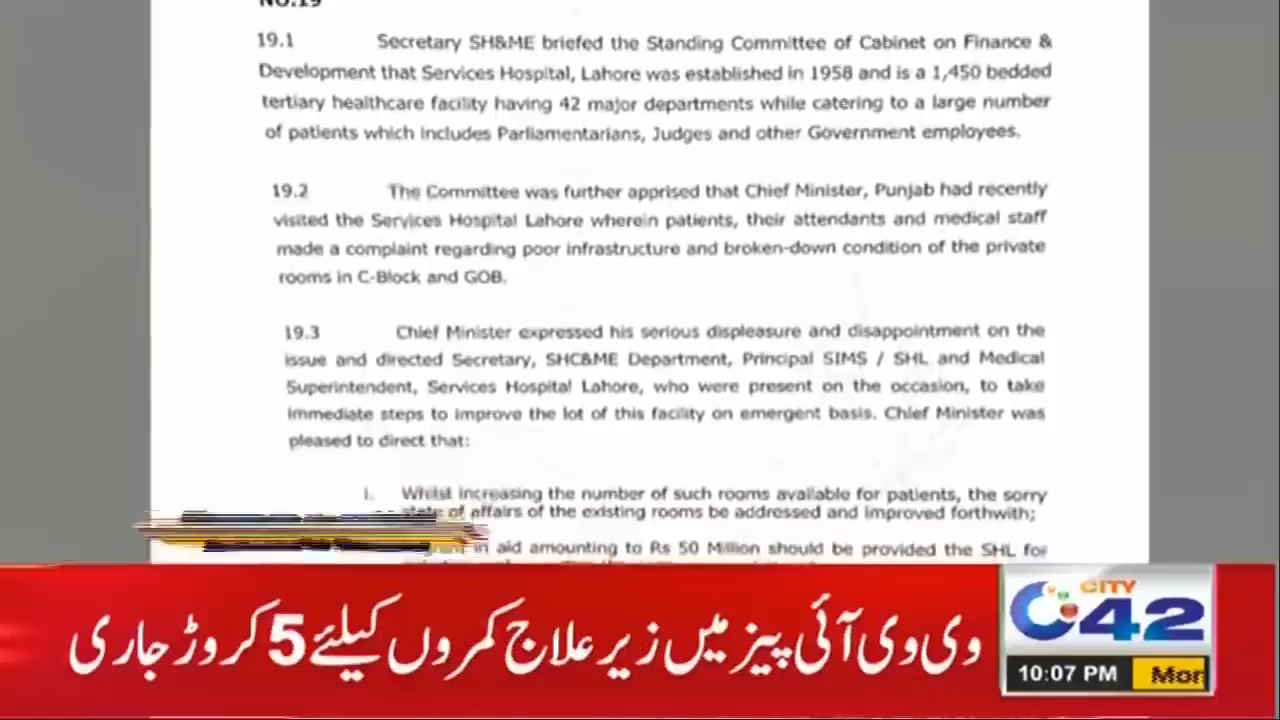 NO.19
19.1 Secretary SH&ME briefed the Standing Committee of Cabinet on Finance &
Development that Services Hospital, Lahore was established in 1958 and is a 1,450 bedded
tertiary healthcare facility having 42 major departments while catering to a large number
of patients which includes Parliamentarians, Judges and other Government employees.
19.2 The Committee was further apprised that Chief Minister, Punjab had recently
visited the Services Hospital Lahore wherein patients, their attendants and medical staff
made a complaint regarding poor infrastructure and broken-down condition of the private
rooms in C-Block and GOB.
19.3 Chief Minister expressed his serious displeasure and disappointment on the
issue and directed Secretary, SHC&ME Department, Principal SIMS / SHL and Medical
Superintendent, Services Hospital Lahore, who were present on the occasion, to take
immediate steps to improve the lot of this facility on emergent basis. Chief Minister was
pleased to direct that:
i. Whilst increasing the number of such rooms available for patients, the sorry
state of affairs of the existing rooms be addressed and improved forthwith;
in aid amounting to Rs 50 Million should be provided the SHL for
وی وی آئی پیز میں زیر علاج کمروں کیلئے 5 کروڑ جاری
CITY
42
10:07 PM Mon